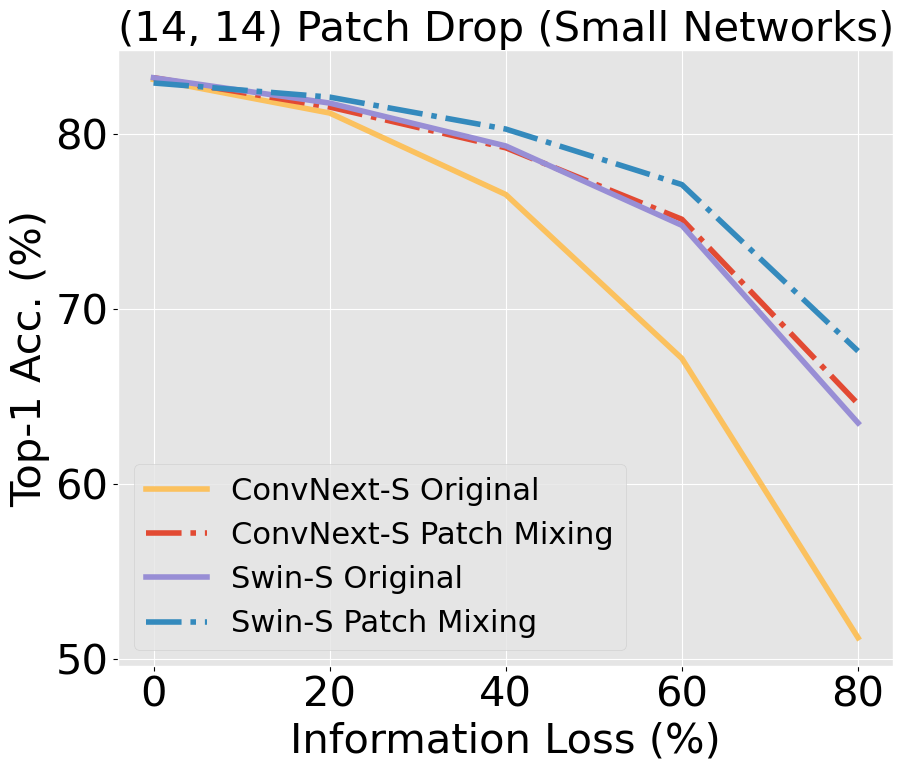 (14, 14) Patch Drop (Small Networks)
Top-1 Acc. (%)
80
70
60
50
ConvNext-S Original
ConvNext-S Patch Mixing
Swin-S Original
Swin-S Patch Mixing
0 20 40 60 80
Information Loss (%)